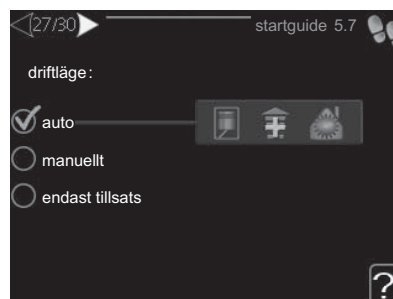 27/30
startguide 5.7
driftläge:
auto
manuellt
endast tillsats
?